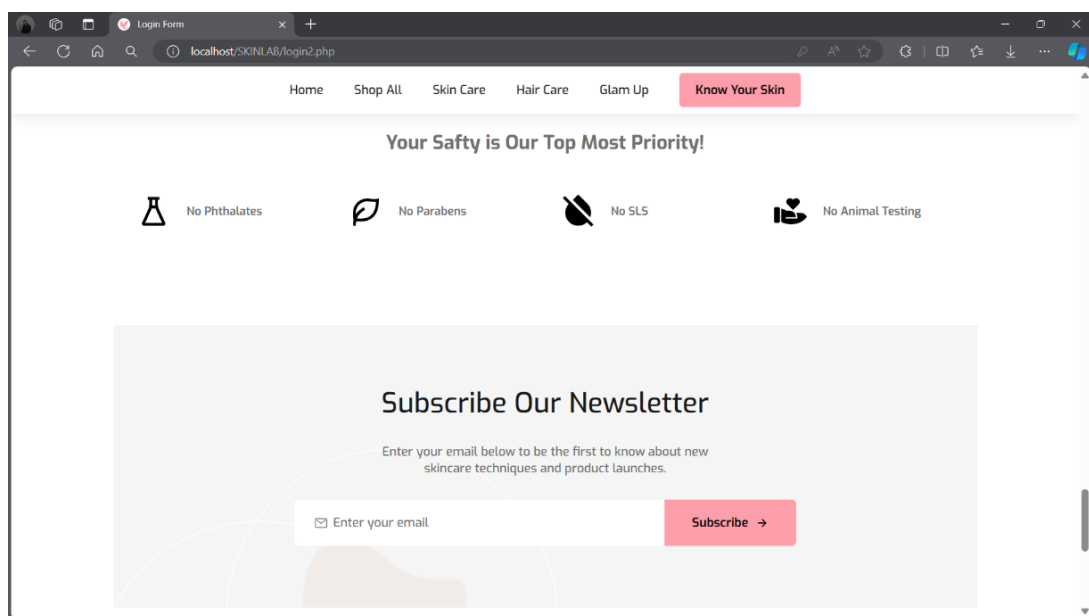 Login Form
localhost/SKINLAB/login2.php
Home Shop All Skin Care Hair Care Glam Up Know Your Skin
Your Safty is Our Top Most Priority!
No Phthalates No Parabens No SLS No Animal Testing
Subscribe Our Newsletter
Enter your email below to be the first to know about new
skincare techniques and product launches.
Enter your email Subscribe →